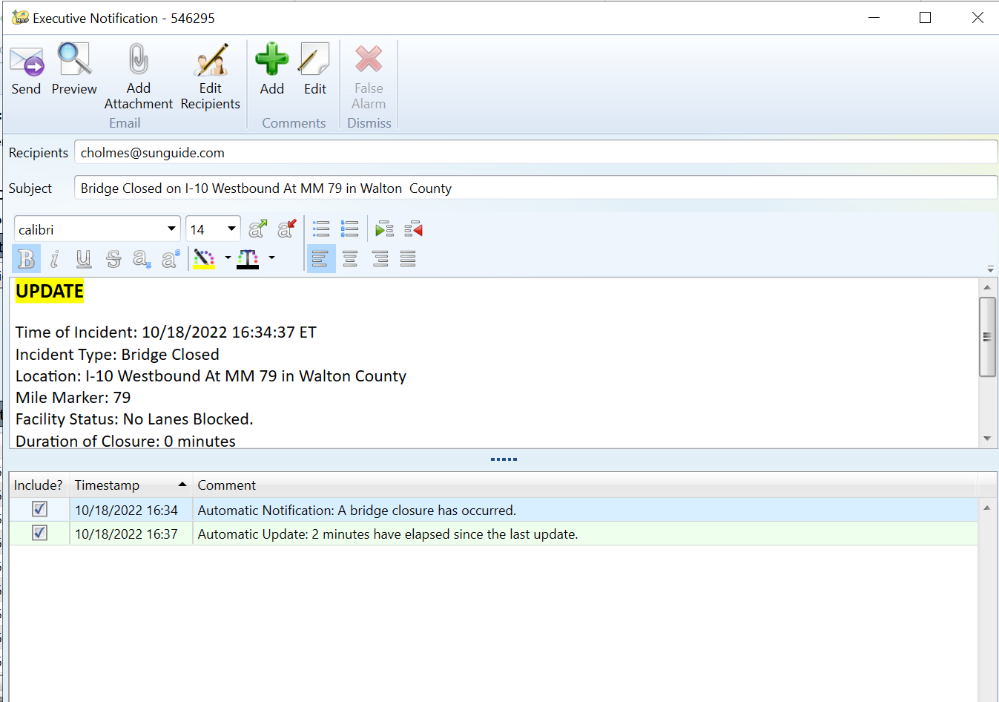 Executive Notification - 546295
Send Preview Add Attachment Edit Recipients Add Edit False Alarm
Email Comments Dismiss
Recipients cholmes@sunguide.com
Subject Bridge Closed on I-10 Westbound At MM 79 in Walton  County
calibri 14
UPDATE
Time of Incident: 10/18/2022 16:34:37 ET
Incident Type: Bridge Closed
Location: I-10 Westbound At MM 79 in Walton County
Mile Marker: 79
Facility Status: No Lanes Blocked.
Duration of Closure: 0 minutes
Include? Timestamp Comment
10/18/2022 16:34 Automatic Notification: A bridge closure has occurred.
10/18/2022 16:37 Automatic Update: 2 minutes have elapsed since the last update.